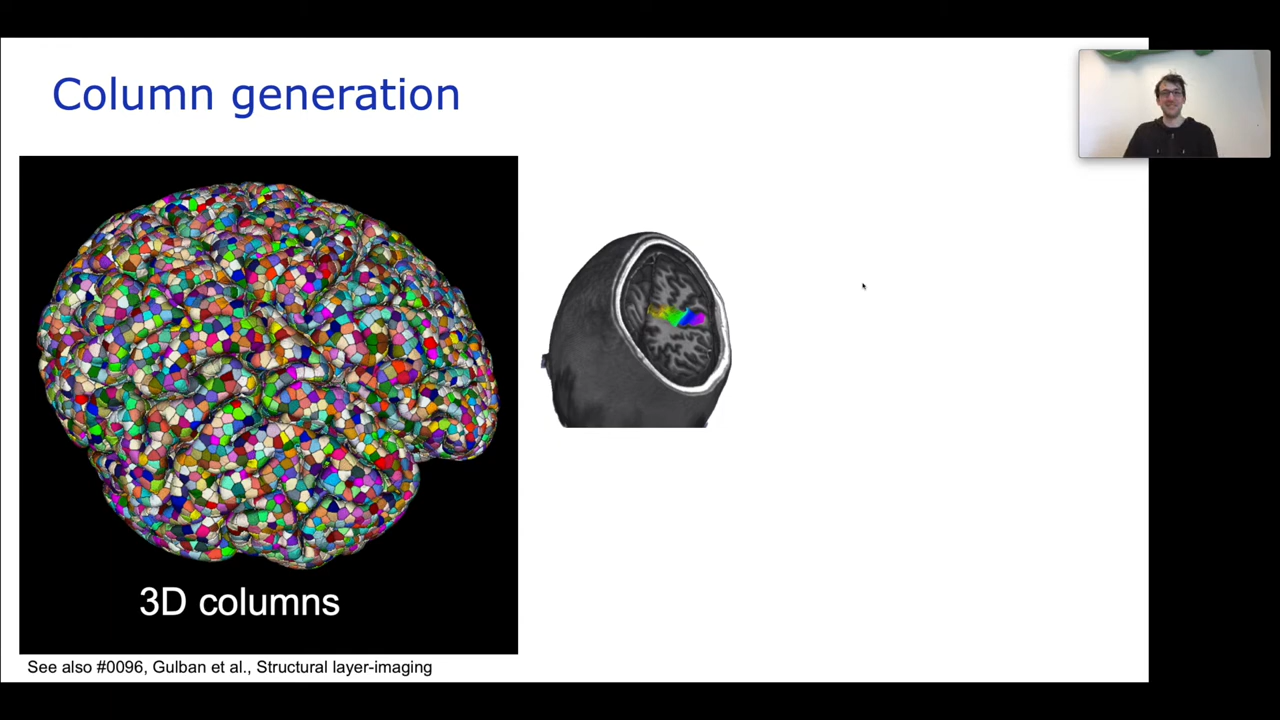 Column generation
3D columns
See also #0096, Gulban et al., Structural layer-imaging